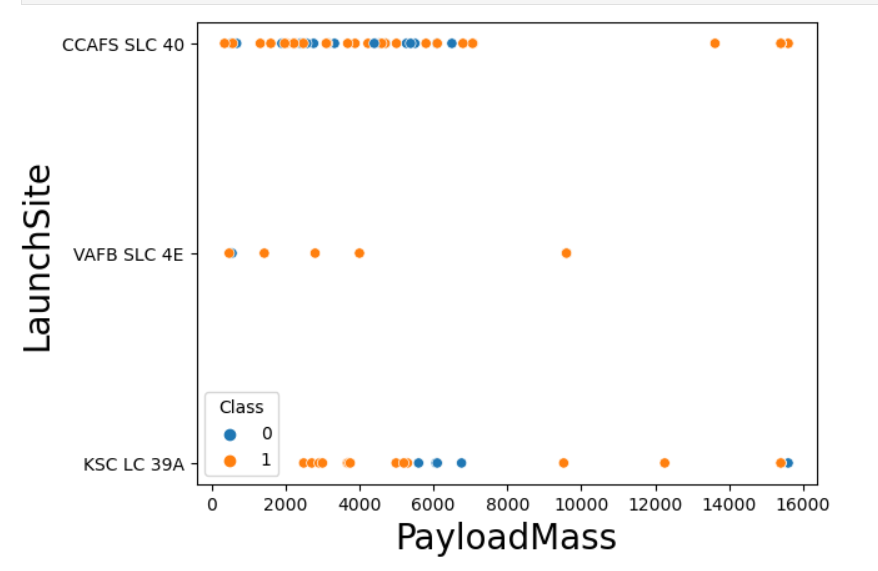 CCAFS SLC 40
VAFB SLC 4E
KSC LC 39A
LaunchSite
Class
0
1
0 2000 4000 6000 8000 10000 12000 14000 16000
PayloadMass